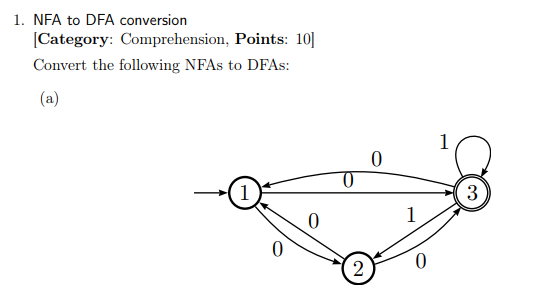 1. NFA to DFA conversion
[Category: Comprehension, Points: 10]
Convert the following NFAs to DFAs:
(a)
1
0
0
1
3
0
1
0
2
0